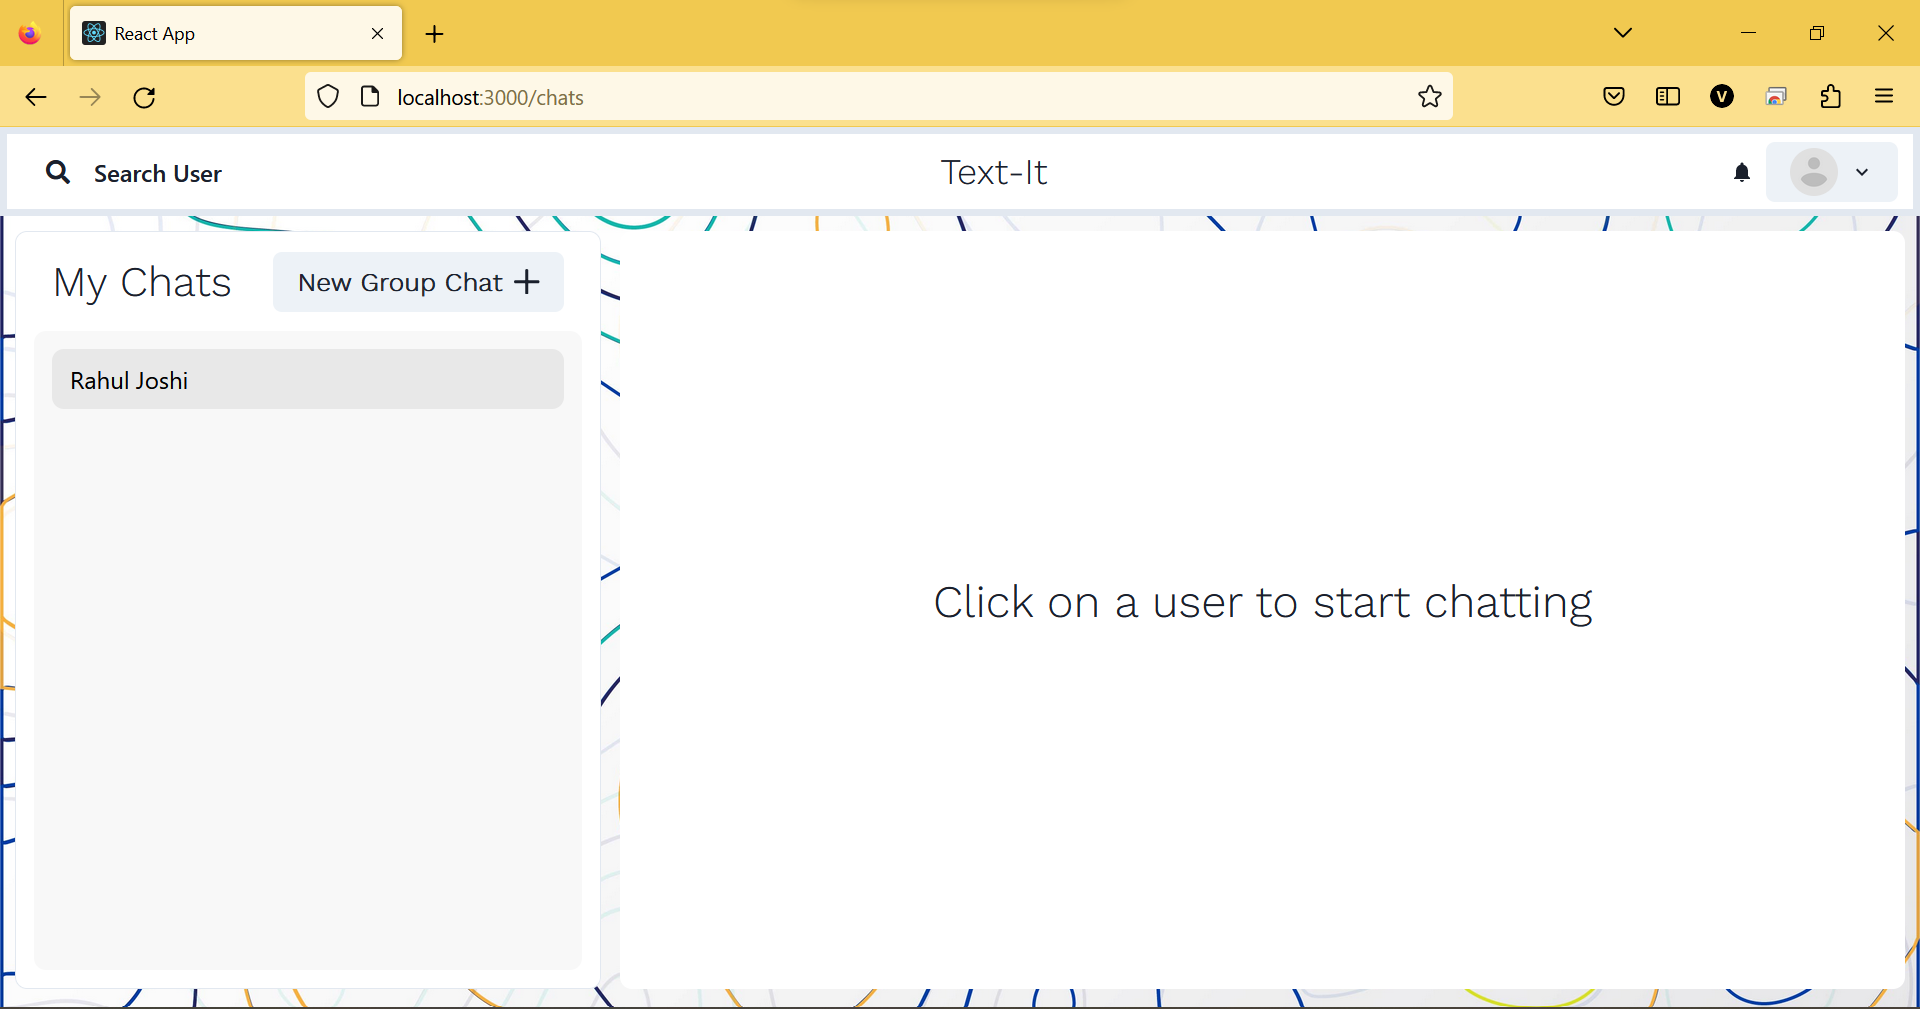 React App
localhost:3000/chats
V
Search User
Text-It
My Chats
New Group Chat +
Rahul Joshi
Click on a user to start chatting